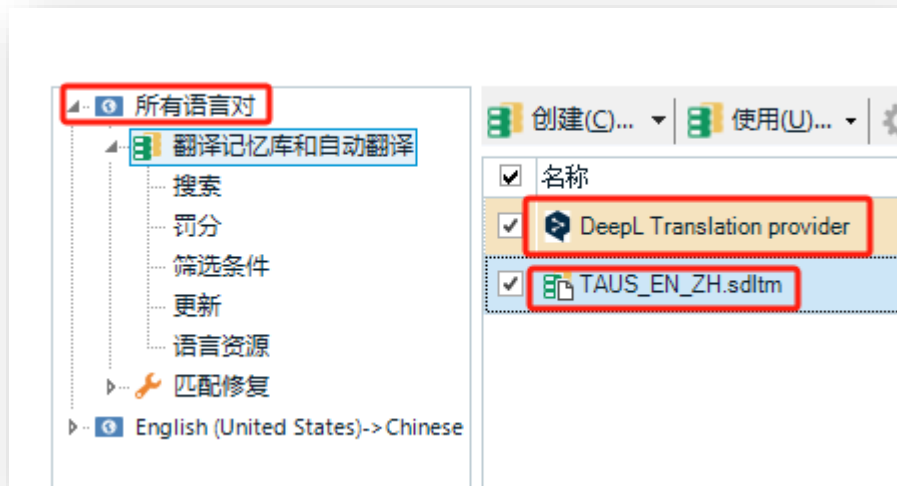 所有语言对
翻译记忆库和自动翻译
搜索
罚分
筛选条件
更新
语言资源
匹配修复
English (United States)->Chinese
创建(C)... 使用(U)...
名称
DeepL Translation provider
TAUS_EN_ZH.sdltm